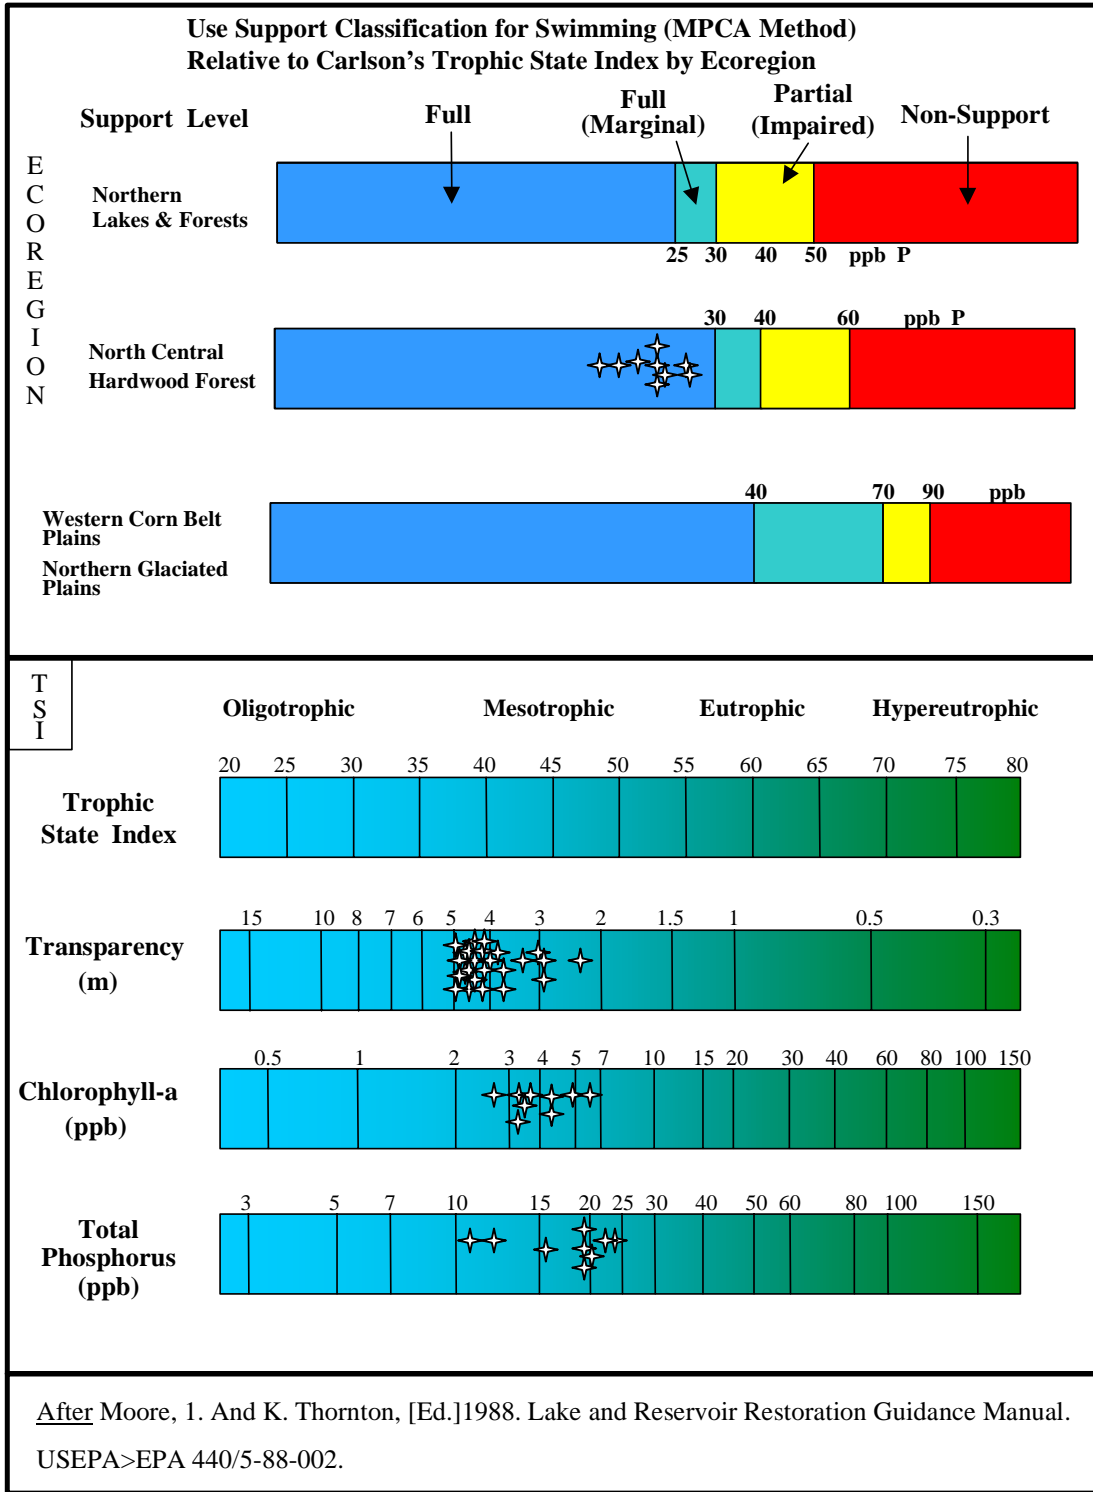 Use Support Classification for Swimming (MPCA Method)
Relative to Carlson's Trophic State Index by Ecoregion
Support Level
Full
Full
(Marginal)
Partial
(Impaired)
Non-Support
E
C
O
R
E
G
I
O
N
Northern
Lakes & Forests
25 30 40 50 ppb P
30 40 60 ppb P
North Central
Hardwood Forest
40 70 90 ppb
Western Corn Belt
Plains
Northern Glaciated
Plains
T
S
I
Oligotrophic Mesotrophic Eutrophic Hypereutrophic
20 25 30 35 40 45 50 55 60 65 70 75 80
Trophic
State Index
15 10 8 7 6 5 4 3 2 1.5 1 0.5 0.3
Transparency
(m)
0.5 1 2 3 4 5 7 10 15 20 30 40 60 80 100 150
Chlorophyll-a
(ppb)
3 5 7 10 15 20 25 30 40 50 60 80 100 150
Total
Phosphorus
(ppb)
After Moore, 1. And K. Thornton, [Ed.]1988. Lake and Reservoir Restoration Guidance Manual.
USEPA>EPA 440/5-88-002.